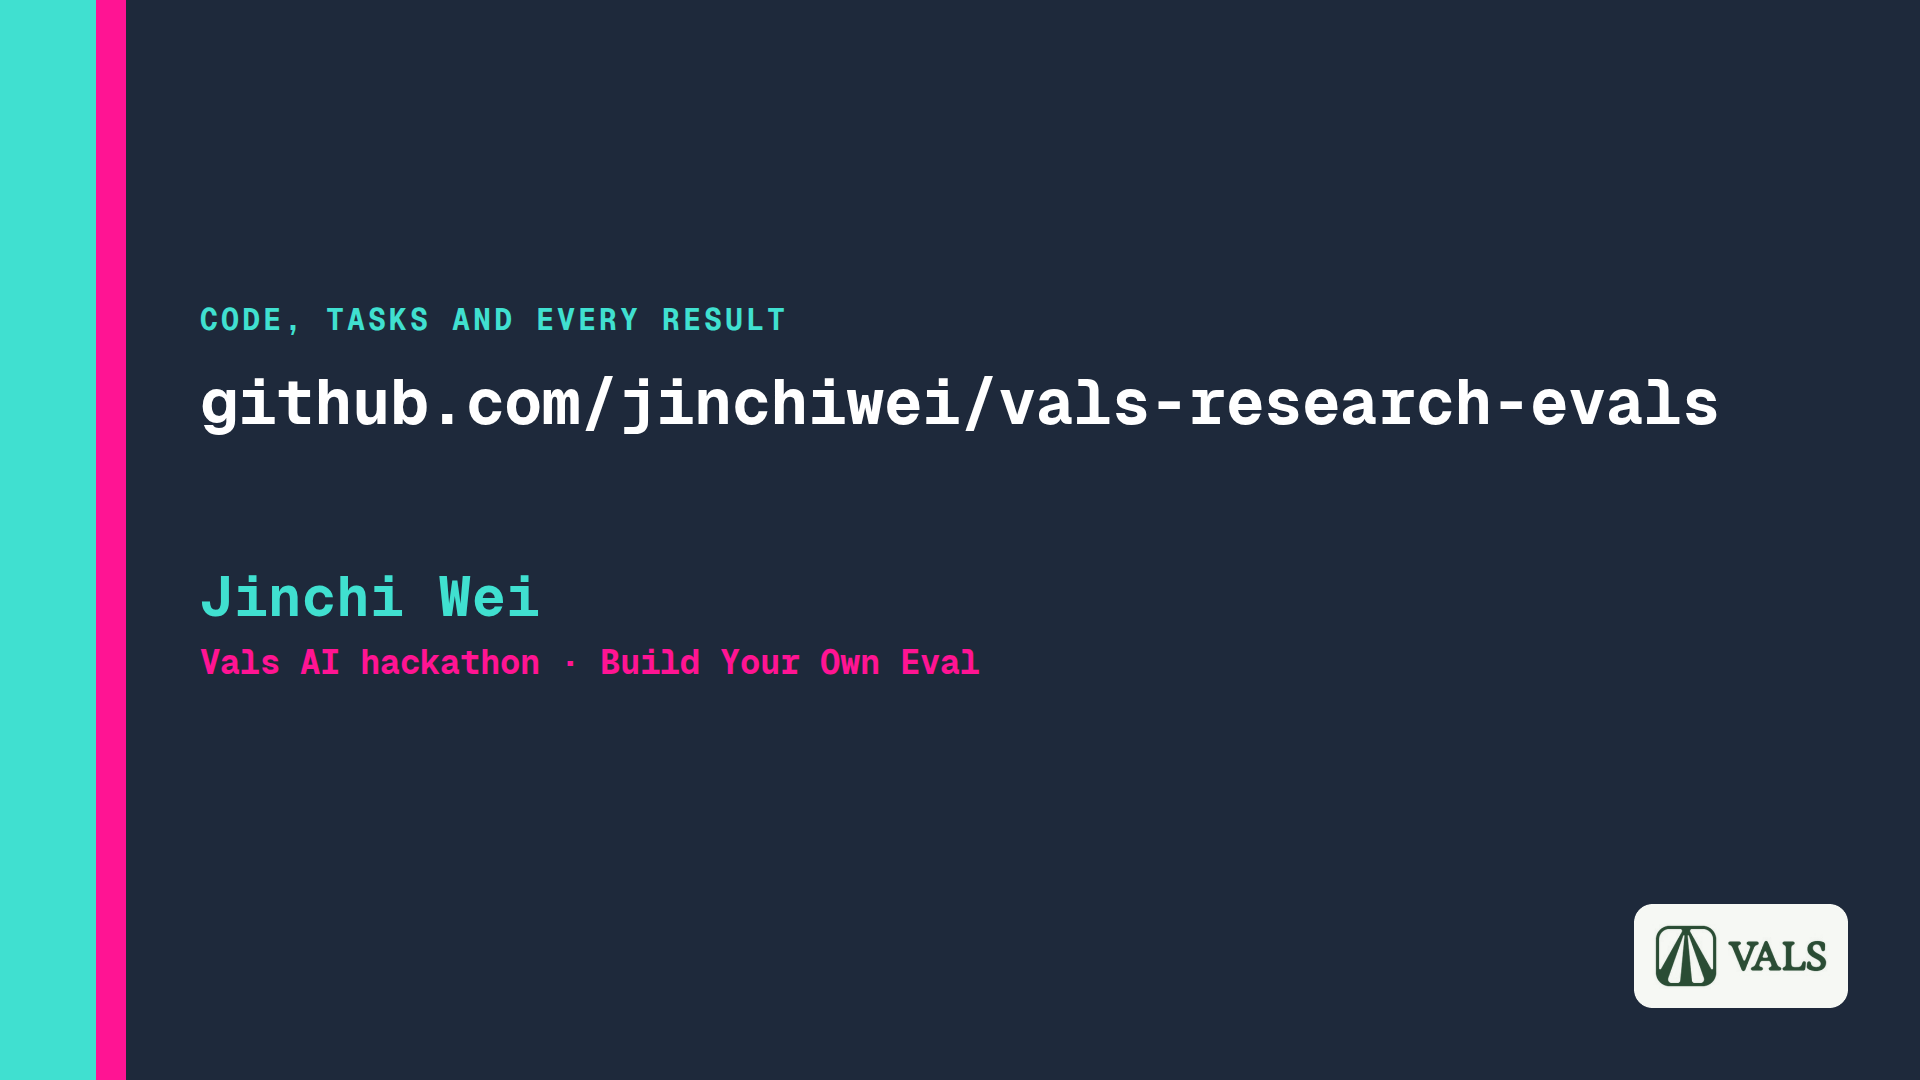 CODE, TASKS AND EVERY RESULT
github.com/jinchiwei/vals-research-evals
Jinchi Wei
Vals AI hackathon · Build Your Own Eval
VALS